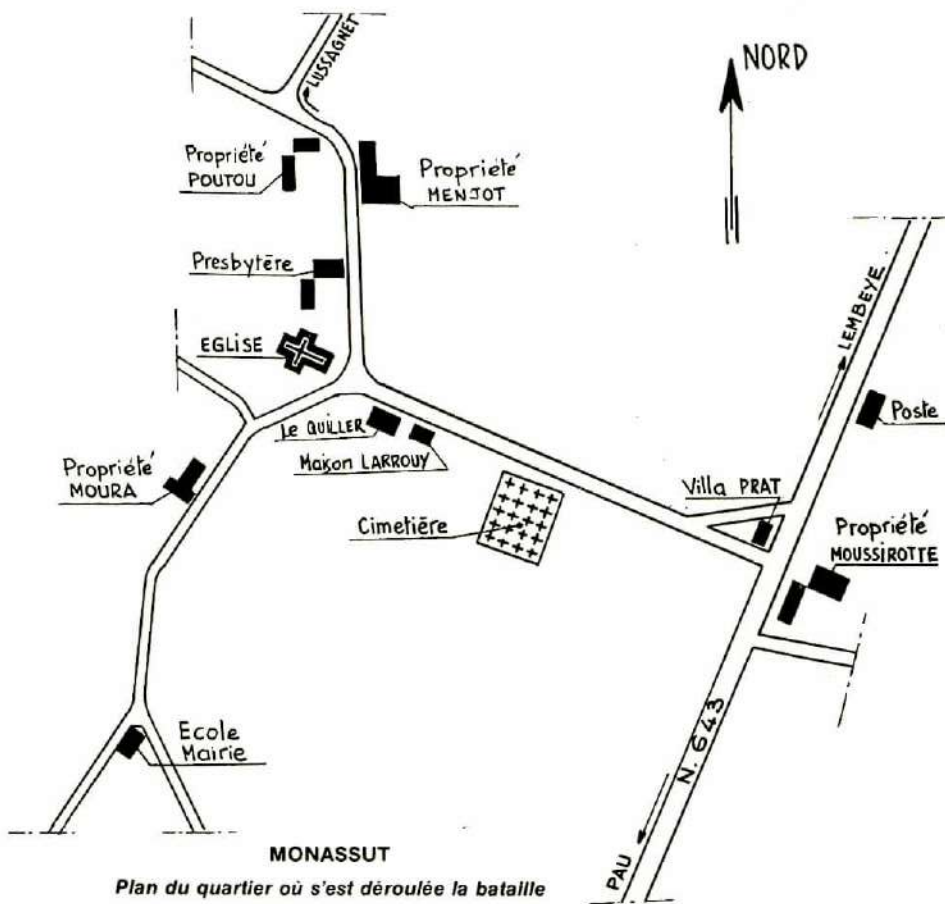 LUSSAGNET
NORD
Propriété
POUTOU
Propriété
MENJOT
Presbytère
EGLISE
LEMBEYE
Poste
Le QUILLER
Maison LARROUY
Propriété
MOURA
Villa PRAT
Cimetière
Propriété
MOUSSIROTTE
Ecole
Mairie
N. 643
PAU
MONASSUT
Plan du quartier où s'est déroulée la bataille